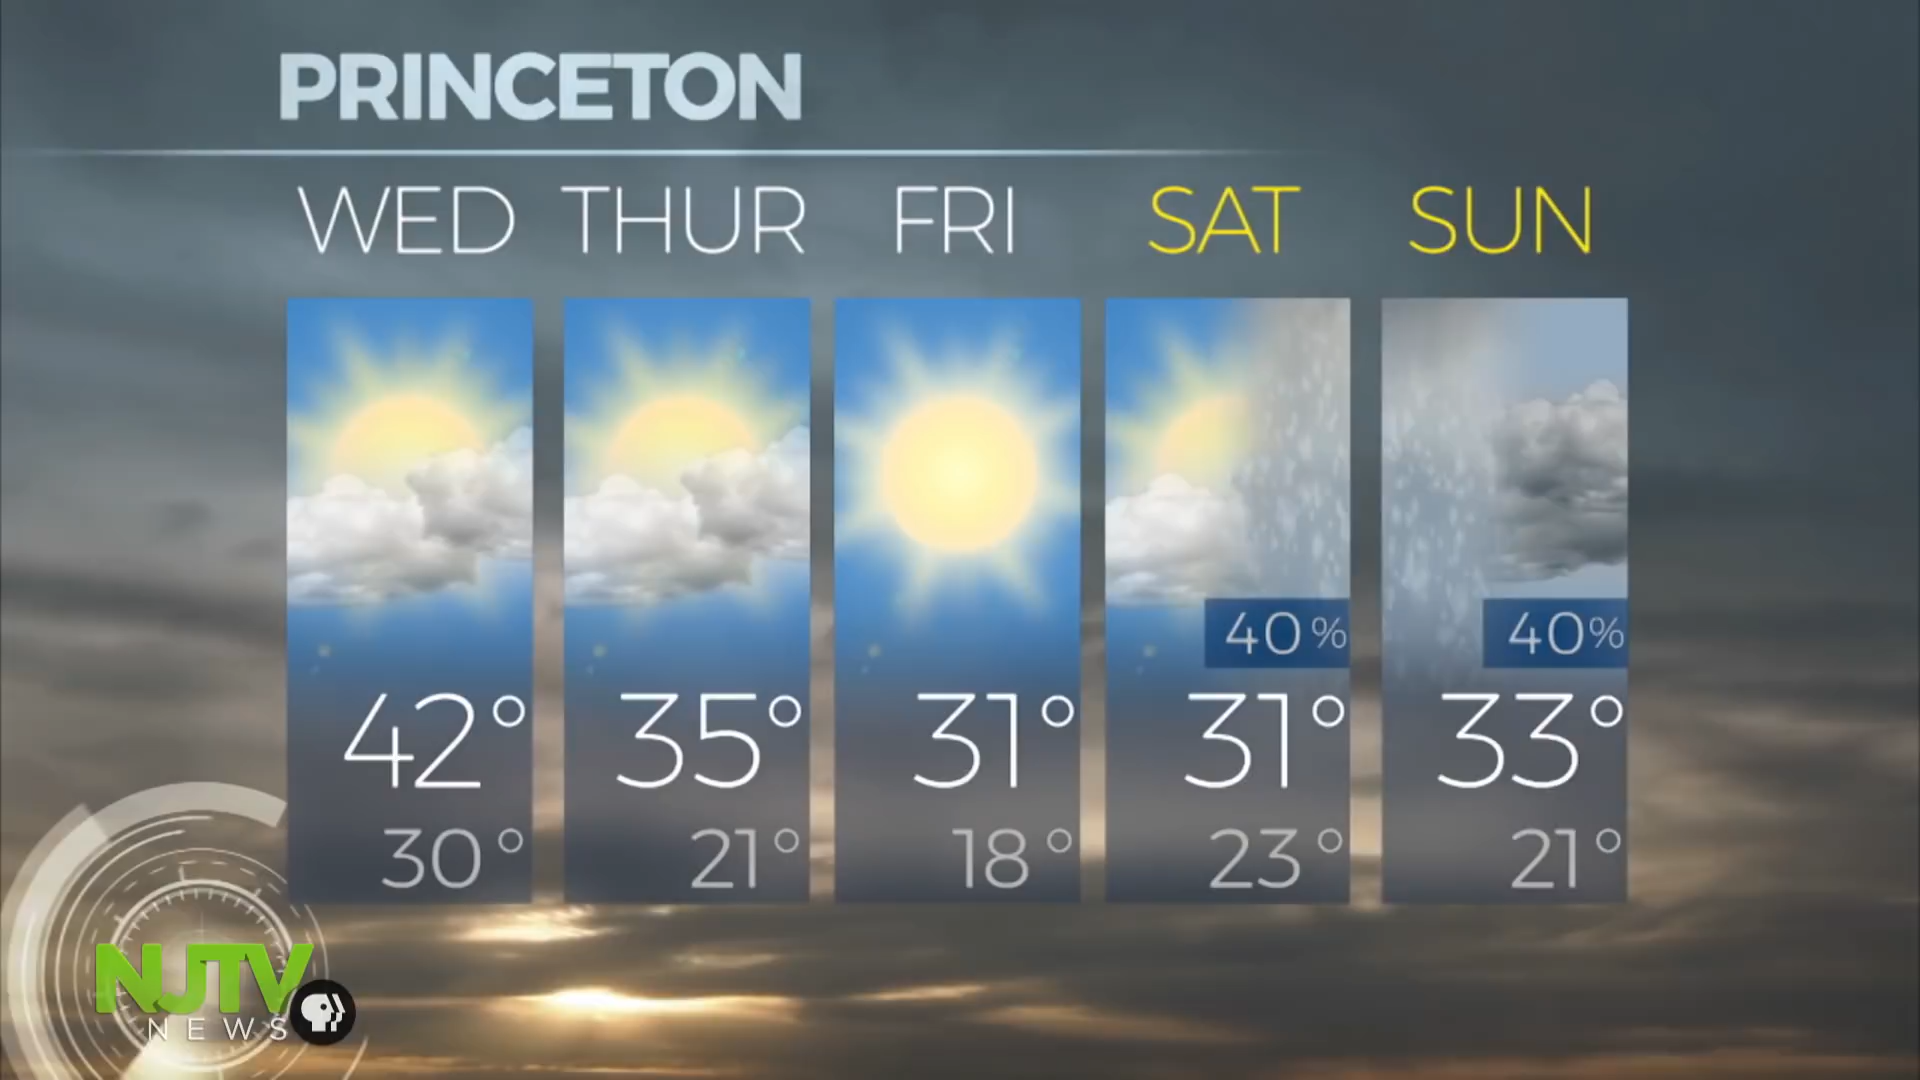 PRINCETON
WED THUR FRI SAT SUN
40% 40%
42° 35° 31° 31° 33°
30° 21° 18° 23° 21°
NJTV
NEWS